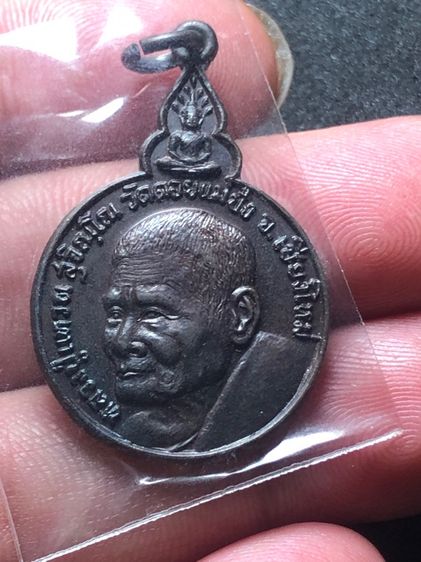 หลวงปู่แหวน สุจิณฺโณ วัดดอยแม่ปั๋ง จ.เชียงใหม่